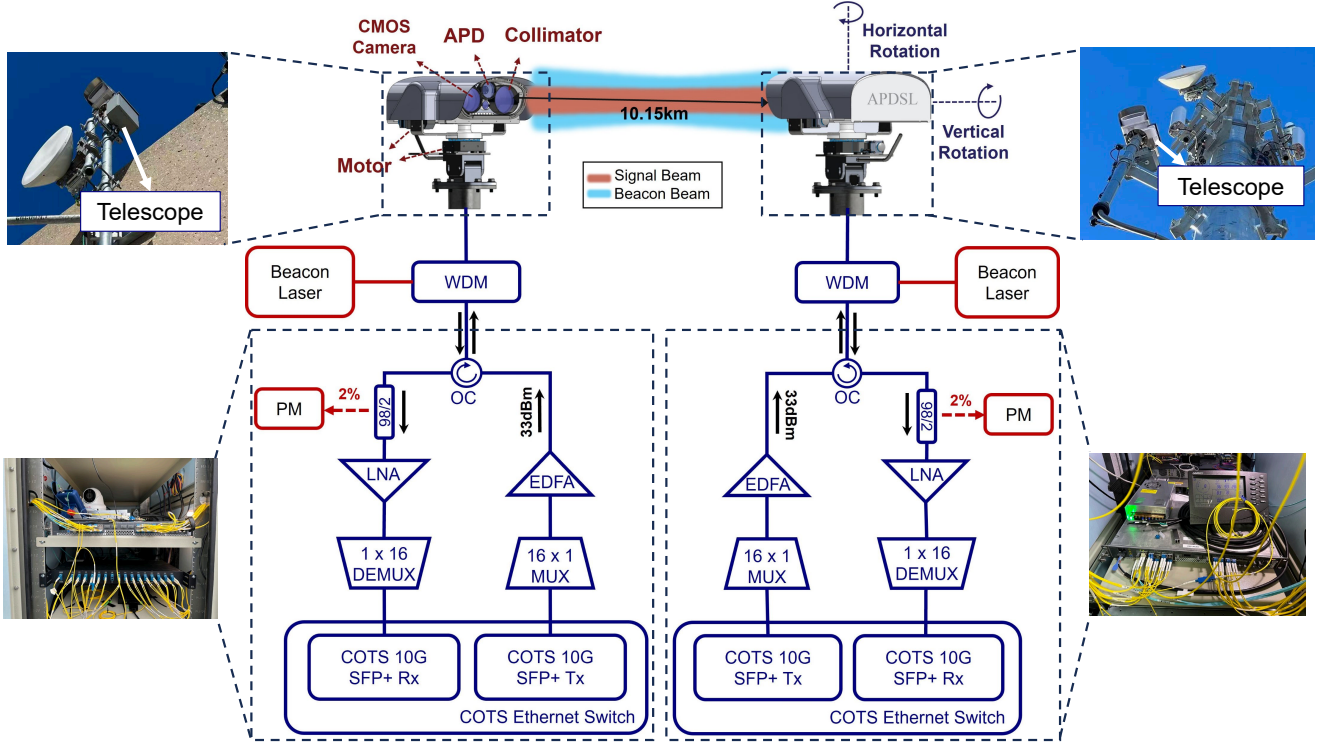 CMOS
Camera
APD
Collimator
Horizontal
Rotation
APDSL
10.15km
Vertical
Rotation
Motor
Signal Beam
Beacon Beam
Telescope
Telescope
Beacon
Laser
WDM
WDM
Beacon
Laser
OC
OC
PM
2%
98/2
33dBm
33dBm
98/2
2%
PM
LNA
EDFA
EDFA
LNA
1 x 16
DEMUX
16 x 1
MUX
16 x 1
MUX
1 x 16
DEMUX
COTS 10G
SFP+ Rx
COTS 10G
SFP+ Tx
COTS 10G
SFP+ Tx
COTS 10G
SFP+ Rx
COTS Ethernet Switch
COTS Ethernet Switch